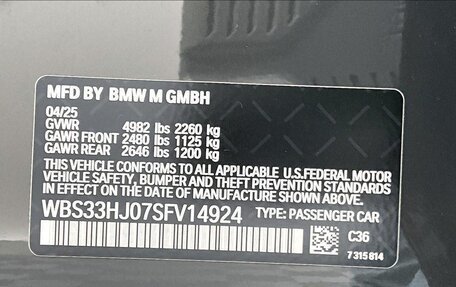 MFD BY BMW M GMBH
04/25
GVWR 4982 lbs 2260 kg
GAWR FRONT 2480 lbs 1125 kg
GAWR REAR 2646 lbs 1200 kg
THIS VEHICLE CONFORMS TO ALL APPLICABLE U.S.FEDERAL MOTOR
VEHICLE SAFETY, BUMPER AND THEFT PREVENTION STANDARDS
IN EFFECT ON THE DATE OF MANUFACTURE SHOWN ABOVE.
WBS33HJ07SFV14924 TYPE: PASSENGER CAR
C36
7 315 814